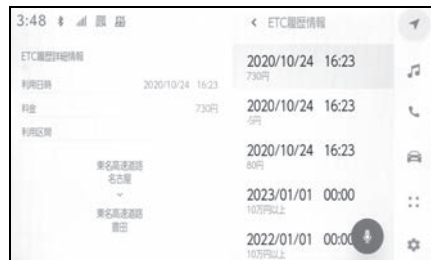 3:48
ETC履歴詳細情報
利用日時 2020/10/24 16:23
料金 730円
利用区間
東名高速道路
名古屋
東名高速道路
豊田
ETC履歴情報
2020/10/24 16:23
730円
2020/10/24 16:23
-5円
2020/10/24 16:23
80円
2023/01/01 00:00
10万円以上
2022/01/01 00:00
10万円以上